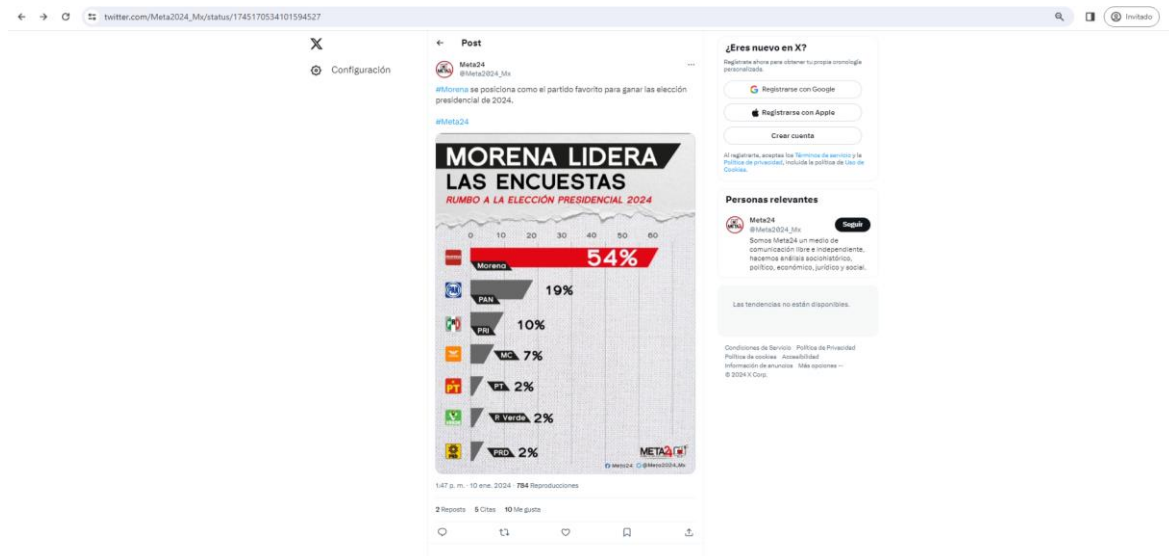 twitter.com/Meta2024_Mx/status/1745170534101594527
Invitado
Configuración
Post
Meta24
@Meta2024_Mx
#Morena se posiciona como el partido favorito para ganar las elección
presidencial de 2024.
#Meta24
MORENA LIDERA
LAS ENCUESTAS
RUMBO A LA ELECCIÓN PRESIDENCIAL 2024
0 10 20 30 40 50 60
Morena 54%
PAN PAN 19%
PRI PRI 10%
MC 7%
PT PT 2%
VERDE P. Verde 2%
PRD PRD 2%
META24
Meta24 @Meta2024_Mx
1:47 p. m. · 10 ene. 2024 · 784 Reproducciones
2 Reposts 5 Citas 10 Me gusta
¿Eres nuevo en X?
Regístrate ahora para obtener tu propia cronología
personalizada.
Registrarse con Google
Registrarse con Apple
Crear cuenta
Al registrarte, aceptas los Términos de servicio y la
Política de privacidad, incluida la política de Uso de
Cookies.
Personas relevantes
Meta24
@Meta2024_Mx
Seguir
Somos Meta24 un medio de
comunicación libre e independiente,
hacemos análisis sociohistórico,
político, económico, jurídico y social.
Las tendencias no están disponibles.
Condiciones de Servicio Política de Privacidad
Política de cookies Accesibilidad
Información de anuncios Más opciones ···
© 2024 X Corp.